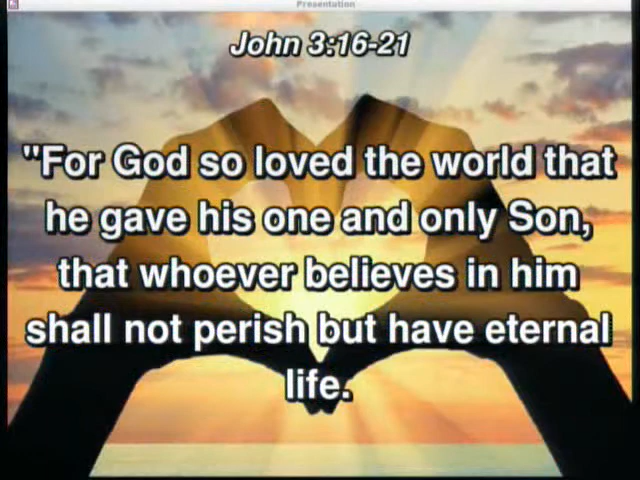 Presentation
John 3:16-21
"For God so loved the world that
he gave his one and only Son,
that whoever believes in him
shall not perish but have eternal
life.